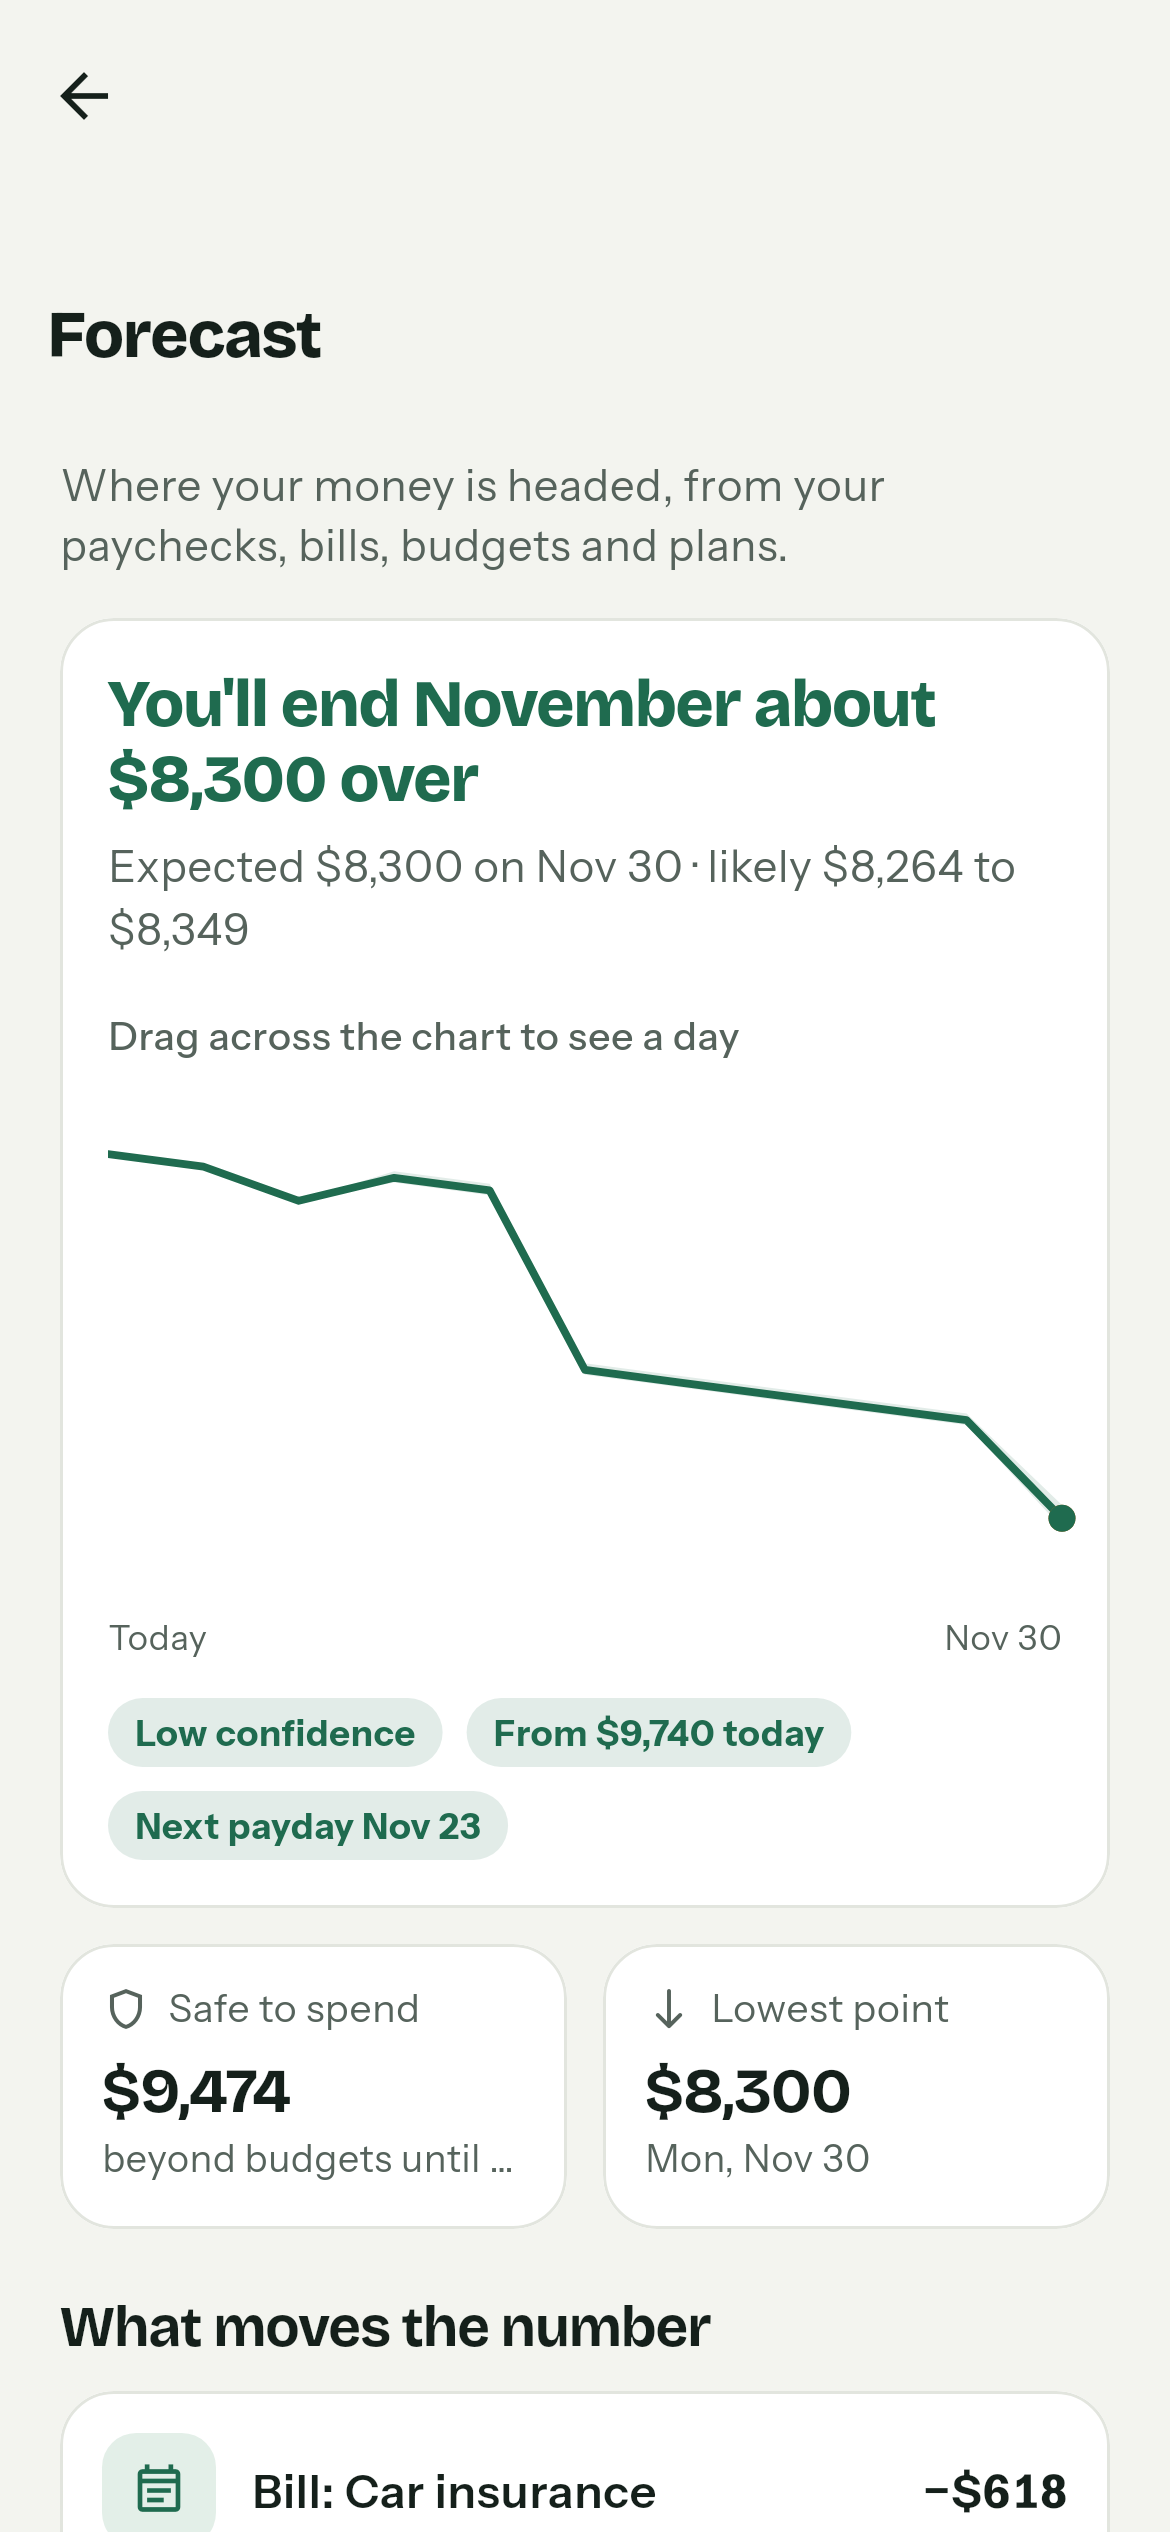 Forecast
Where your money is headed, from your
paychecks, bills, budgets and plans.
You'll end November about
$8,300 over
Expected $8,300 on Nov 30 · likely $8,264 to
$8,349
Drag across the chart to see a day
Today
Nov 30
Low confidence
From $9,740 today
Next payday Nov 23
Safe to spend
$9,474
beyond budgets until ...
Lowest point
$8,300
Mon, Nov 30
What moves the number
Bill: Car insurance
−$618